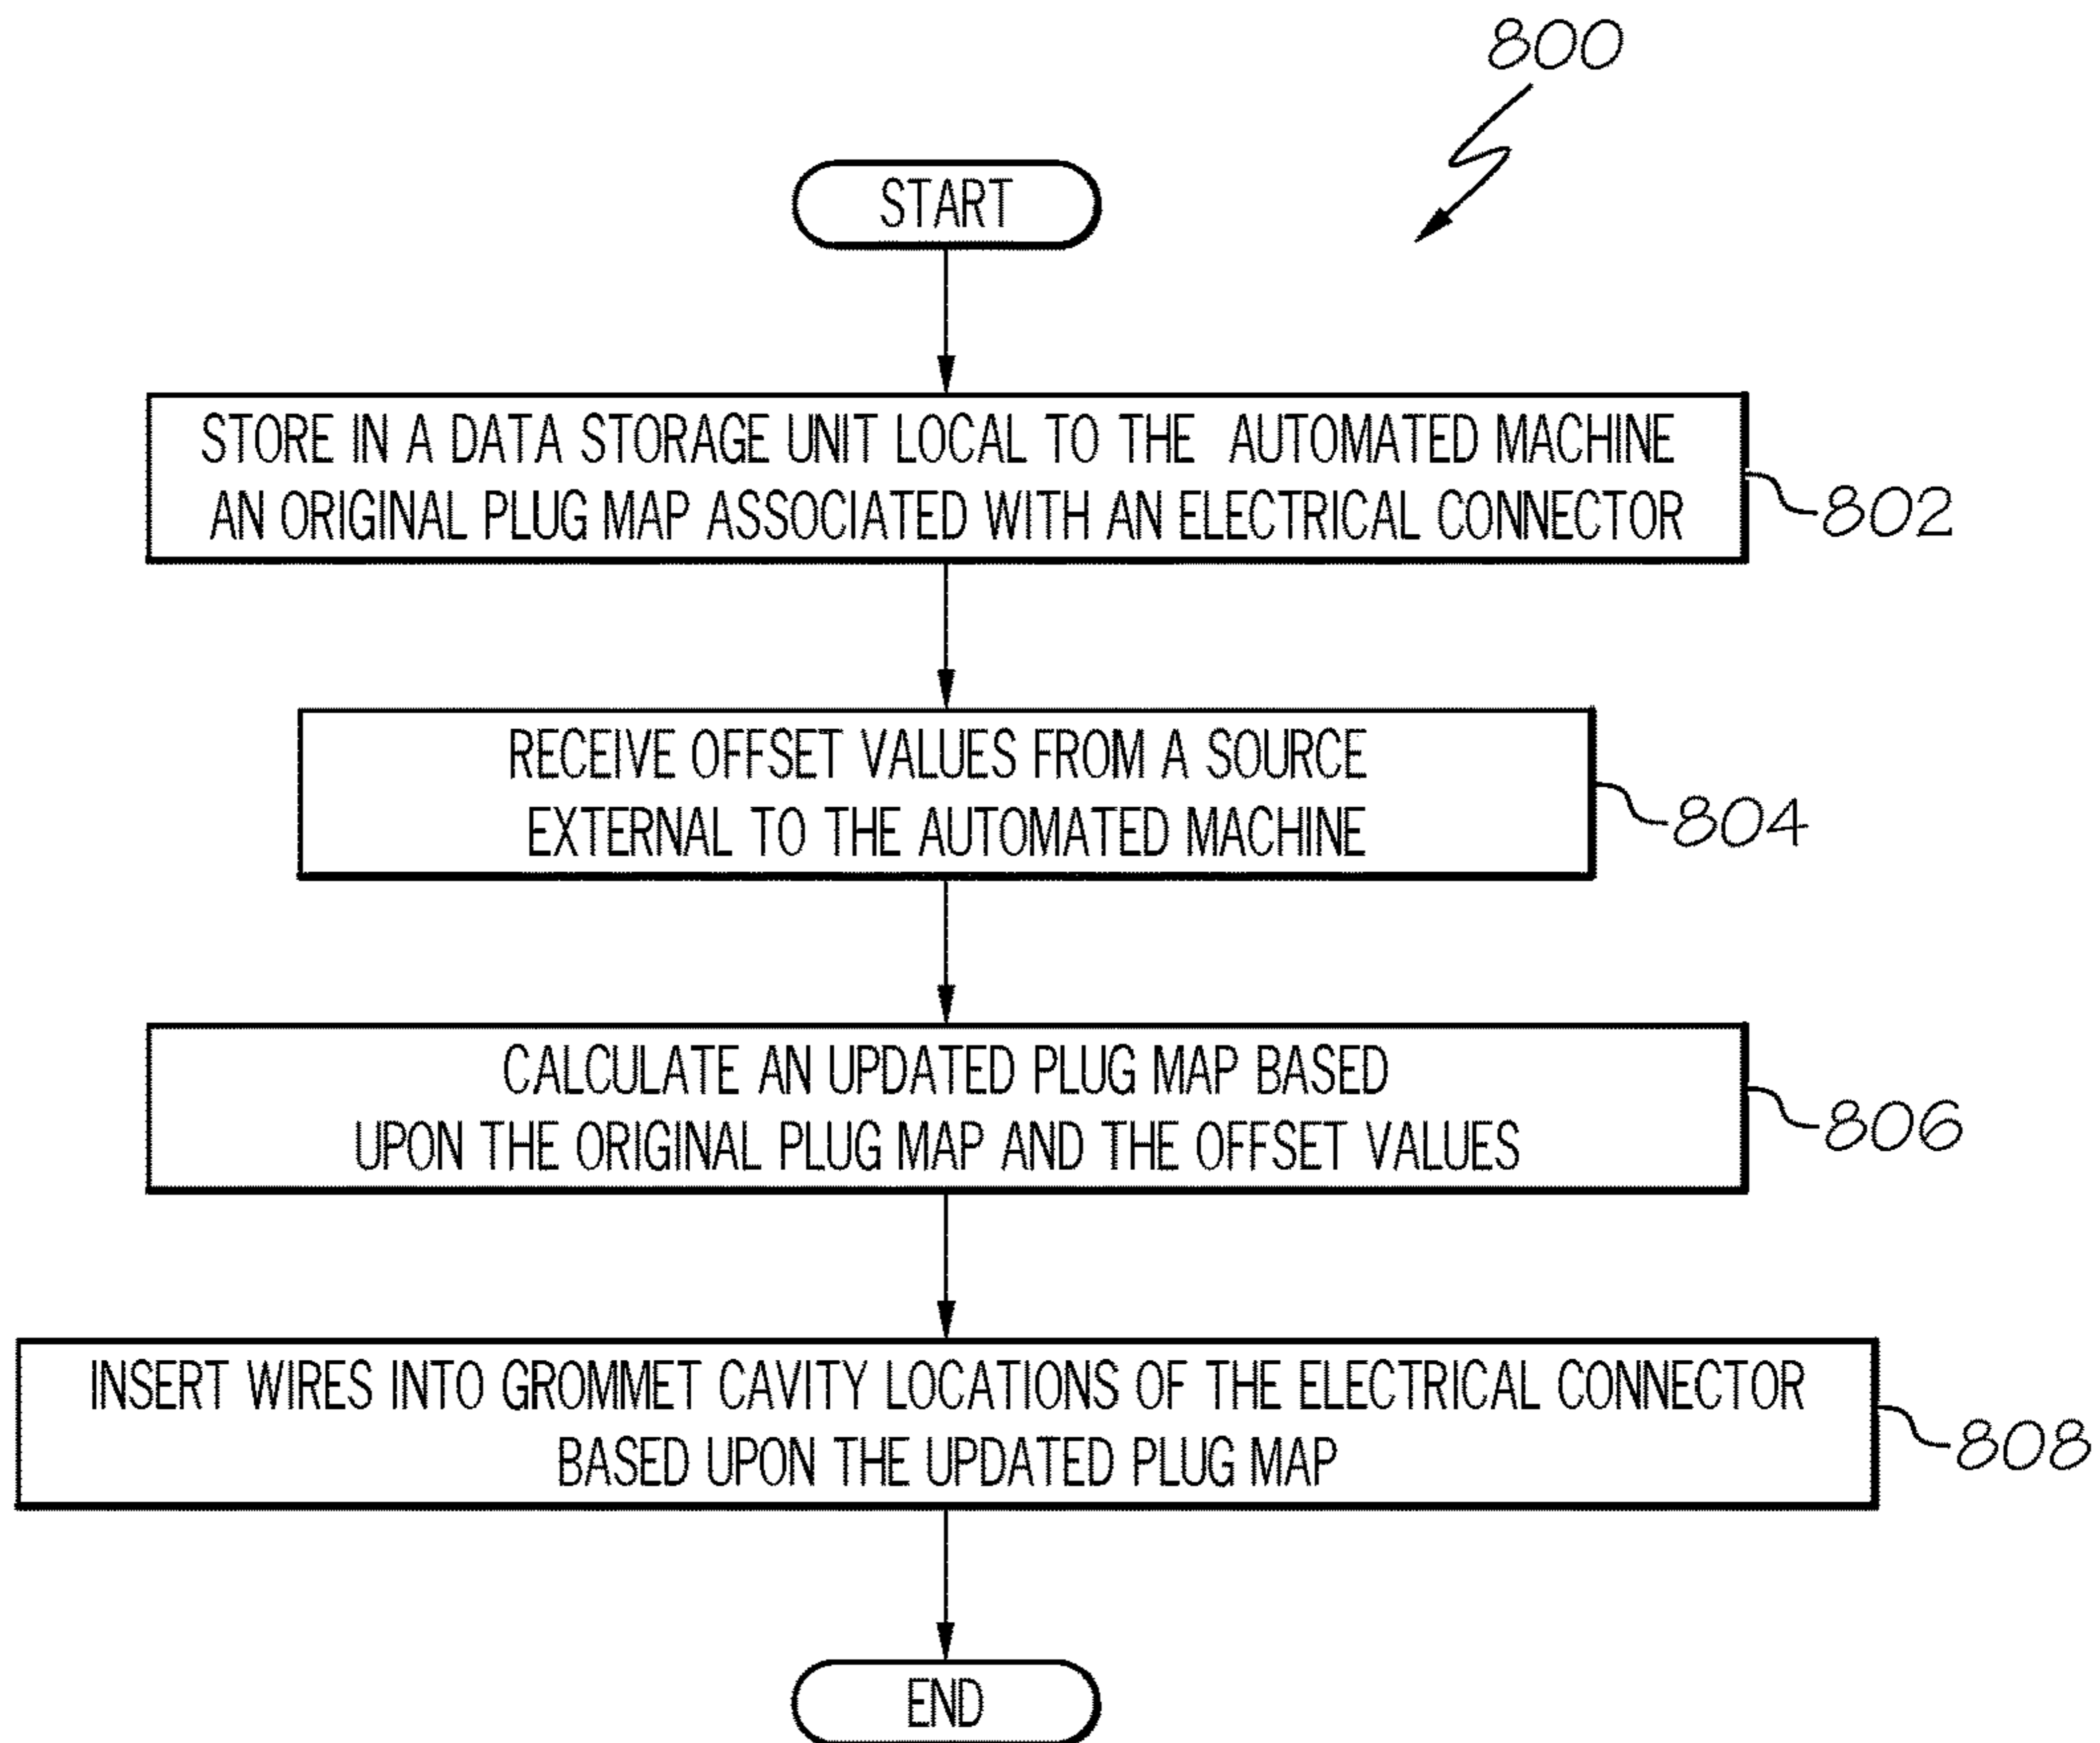 800
START
STORE IN A DATA STORAGE UNIT LOCAL TO THE AUTOMATED MACHINE
AN ORIGINAL PLUG MAP ASSOCIATED WITH AN ELECTRICAL CONNECTOR
802
RECEIVE OFFSET VALUES FROM A SOURCE
EXTERNAL TO THE AUTOMATED MACHINE
804
CALCULATE AN UPDATED PLUG MAP BASED
UPON THE ORIGINAL PLUG MAP AND THE OFFSET VALUES
806
INSERT WIRES INTO GROMMET CAVITY LOCATIONS OF THE ELECTRICAL CONNECTOR
BASED UPON THE UPDATED PLUG MAP
808
END